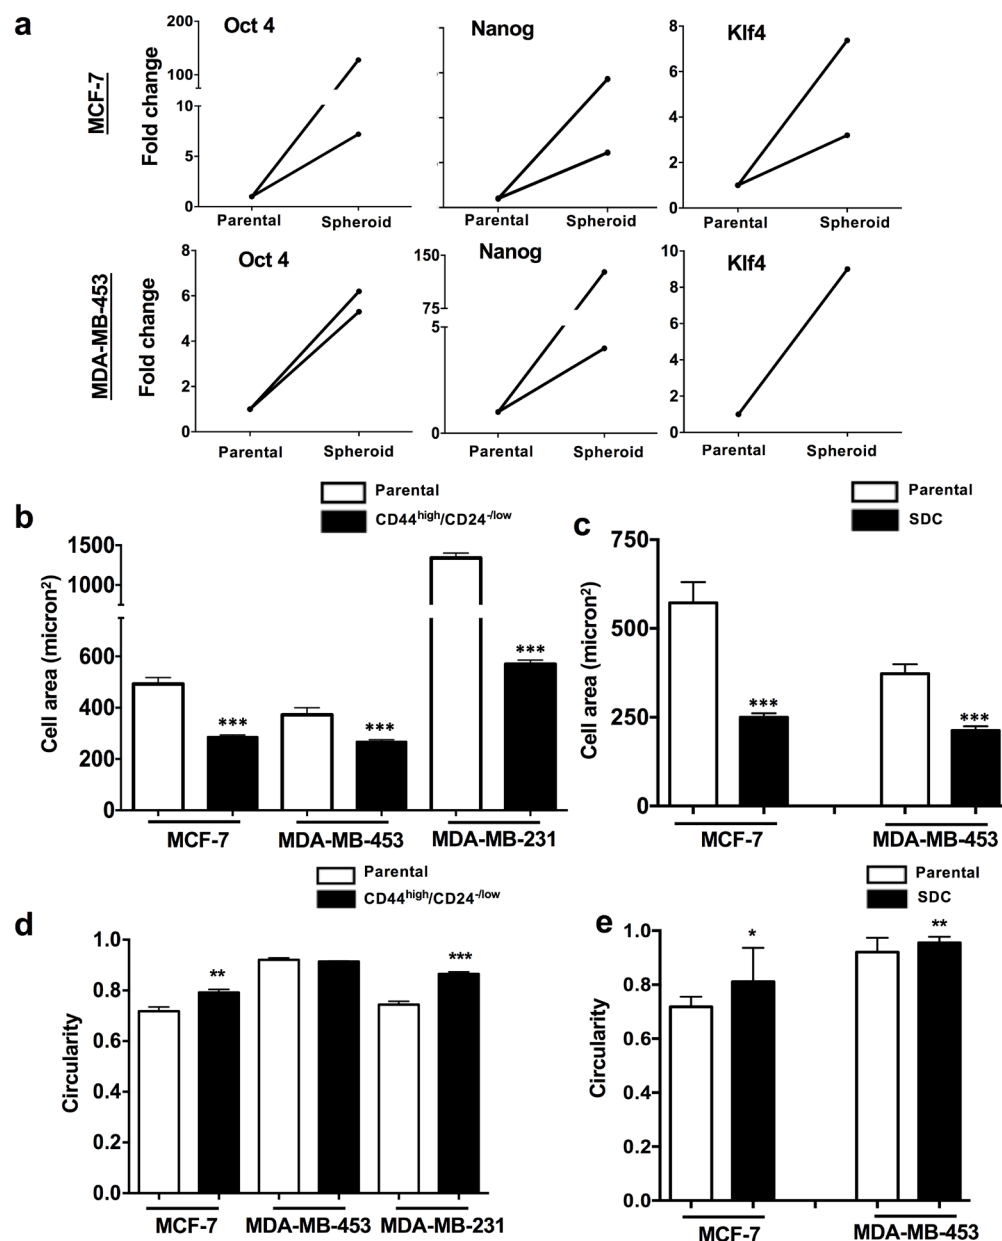 a
MCF-7
Fold change
Oct 4
200
100
10
5
0
Parental
Spheroid
Nanog
Parental
Spheroid
Klf4
8
6
4
2
0
Parental
Spheroid
MDA-MB-453
Fold change
Oct 4
8
6
4
2
0
Parental
Spheroid
Nanog
150
75
5
0
Parental
Spheroid
Klf4
10
8
6
4
2
0
Parental
Spheroid
b
Parental
CD44high/CD24-/low
Cell area (micron2)
1500
1000
600
400
200
0
***
***
***
MCF-7
MDA-MB-453
MDA-MB-231
c
Parental
SDC
Cell area (micron2)
750
500
250
0
***
***
MCF-7
MDA-MB-453
d
Parental
CD44high/CD24-/low
Circularity
1.0
0.8
0.6
0.4
0.2
0.0
**
***
MCF-7
MDA-MB-453
MDA-MB-231
e
Parental
SDC
Circularity
1.0
0.8
0.6
0.4
0.2
0.0
*
**
MCF-7
MDA-MB-453